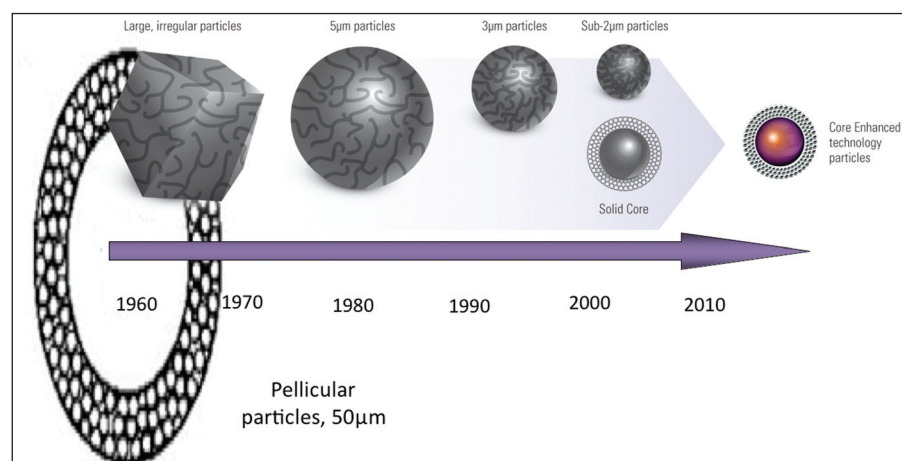 Large, irregular particles
5µm particles
3µm particles
Sub-2µm particles
Core Enhanced
technology
particles
Solid Core
1960
1970
1980
1990
2000
2010
Pellicular
particles, 50µm